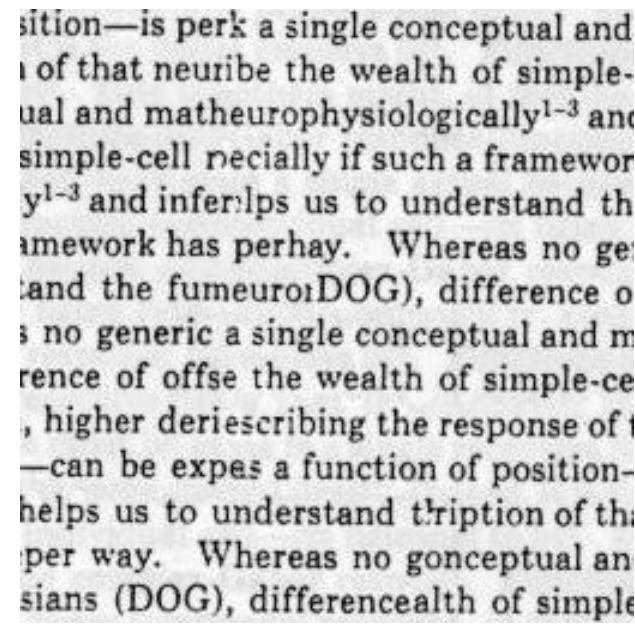 sition—is perk a single conceptual and
n of that neuribe the wealth of simple-
ual and matheurophysiologically¹⁻³ and
simple-cell necially if such a framewor
y¹⁻³ and inferlps us to understand th
amework has perhay. Whereas no ge
and the fumeuroiDOG), difference o
s no generic a single conceptual and m
rence of offse the wealth of simple-ce
, higher deriescribing the response of t
—can be expes a function of position-
helps us to understand thription of tha
per way. Whereas no gonceptual an
sians (DOG), differencealth of simple